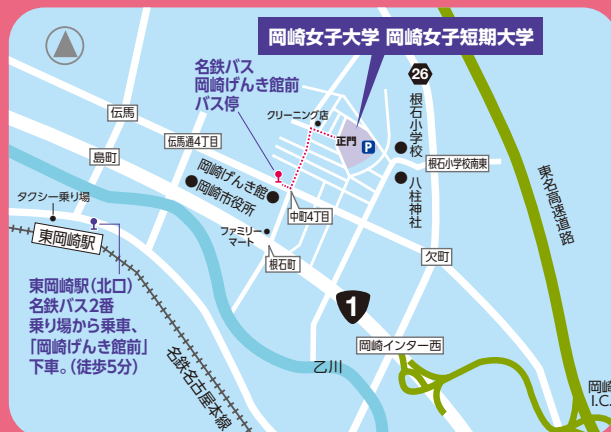 岡崎女子大学 岡崎女子短期大学
26
名鉄バス
岡崎げんき館前
バス停
クリーニング店
正門
P
根石小学校
根石小学校南東
八柱神社
東名高速道路
伝馬
伝馬通4丁目
島町
岡崎げんき館
岡崎市役所
中町4丁目
欠町
タクシー乗り場
東岡崎駅
ファミリー
マート
根石町
1
東岡崎駅(北口)
名鉄バス2番
乗り場から乗車、
「岡崎げんき館前」
下車。(徒歩5分)
名鉄名古屋本線
乙川
岡崎インター西
岡崎
I.C.